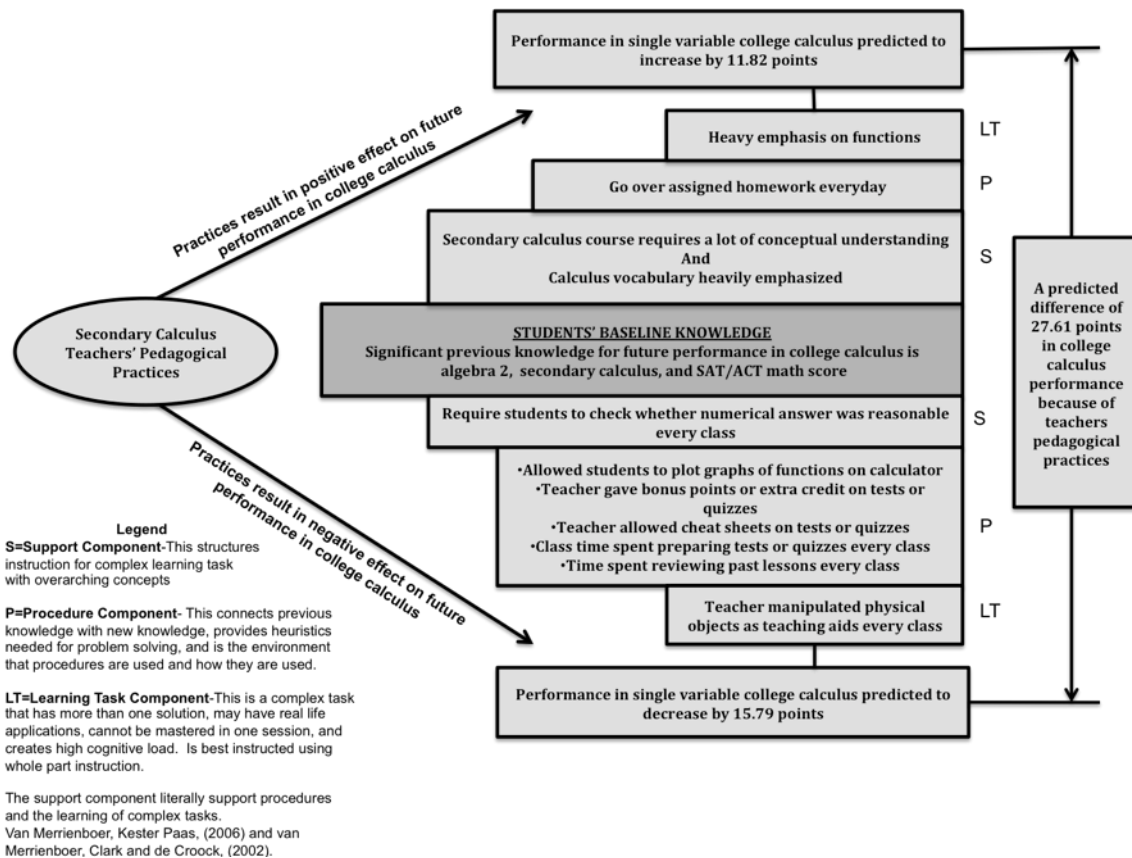 Performance in single variable college calculus predicted to
increase by 11.82 points
Practices result in positive effect on future
performance in college calculus
Heavy emphasis on functions
LT
Go over assigned homework everyday
P
Secondary calculus course requires a lot of conceptual understanding
And
Calculus vocabulary heavily emphasized
S
Secondary Calculus
Teachers' Pedagogical
Practices
STUDENTS' BASELINE KNOWLEDGE
Significant previous knowledge for future performance in college calculus is
algebra 2, secondary calculus, and SAT/ACT math score
A
predicted
difference of
27.61 points
in college
calculus
performance
because of
teachers
pedagogical
practices
Require students to check whether numerical answer was reasonable
every class
S
Practices result in negative effect on future
performance in college calculus
•Allowed students to plot graphs of functions on calculator
•Teacher gave bonus points or extra credit on tests or
quizzes
•Teacher allowed cheat sheets on tests or quizzes
•Class time spent preparing tests or quizzes every class
•Time spent reviewing past lessons every class
P
Teacher manipulated physical
objects as teaching aids every class
LT
Performance in single variable college calculus predicted to
decrease by 15.79 points
Legend
S=Support Component-This structures
instruction for complex learning task
with overarching concepts
P=Procedure Component- This connects previous
knowledge with new knowledge, provides heuristics
needed for problem solving, and is the environment
that procedures are used and how they are used.
LT=Learning Task Component-This is a complex task
that has more than one solution, may have real life
applications, cannot be mastered in one session, and
creates high cognitive load.  Is best instructed using
whole part instruction.
The support component literally support procedures
and the learning of complex tasks.
Van Merrienboer, Kester Paas, (2006) and van
Merrienboer, Clark and de Croock, (2002).